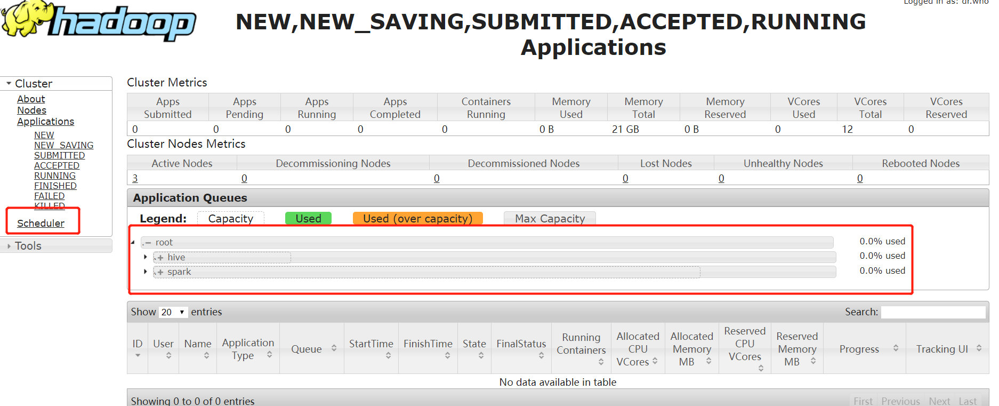 Logged in as: dr.who
hadoop
NEW,NEW_SAVING,SUBMITTED,ACCEPTED,RUNNING
Applications
Cluster
About
Nodes
Applications
NEW
NEW_SAVING
SUBMITTED
ACCEPTED
RUNNING
FINISHED
FAILED
KILLED
Scheduler
Tools
Cluster Metrics
Apps Submitted Apps Pending Apps Running Apps Completed Containers Running Memory Used Memory Total Memory Reserved VCores Used VCores Total VCores Reserved
0 0 0 0 0 0 B 21 GB 0 B 0 12 0
Cluster Nodes Metrics
Active Nodes Decommissioning Nodes Decommissioned Nodes Lost Nodes Unhealthy Nodes Rebooted Nodes
3 0 0 0 0 0
Application Queues
Legend: Capacity Used Used (over capacity) Max Capacity
.– root 0.0% used
+ hive 0.0% used
+ spark 0.0% used
Show 20 entries Search:
ID User Name Application Type Queue StartTime FinishTime State FinalStatus Running Containers Allocated CPU VCores Allocated Memory MB Reserved CPU VCores Reserved Memory MB Progress Tracking UI
No data available in table
Showing 0 to 0 of 0 entries First Previous Next Last